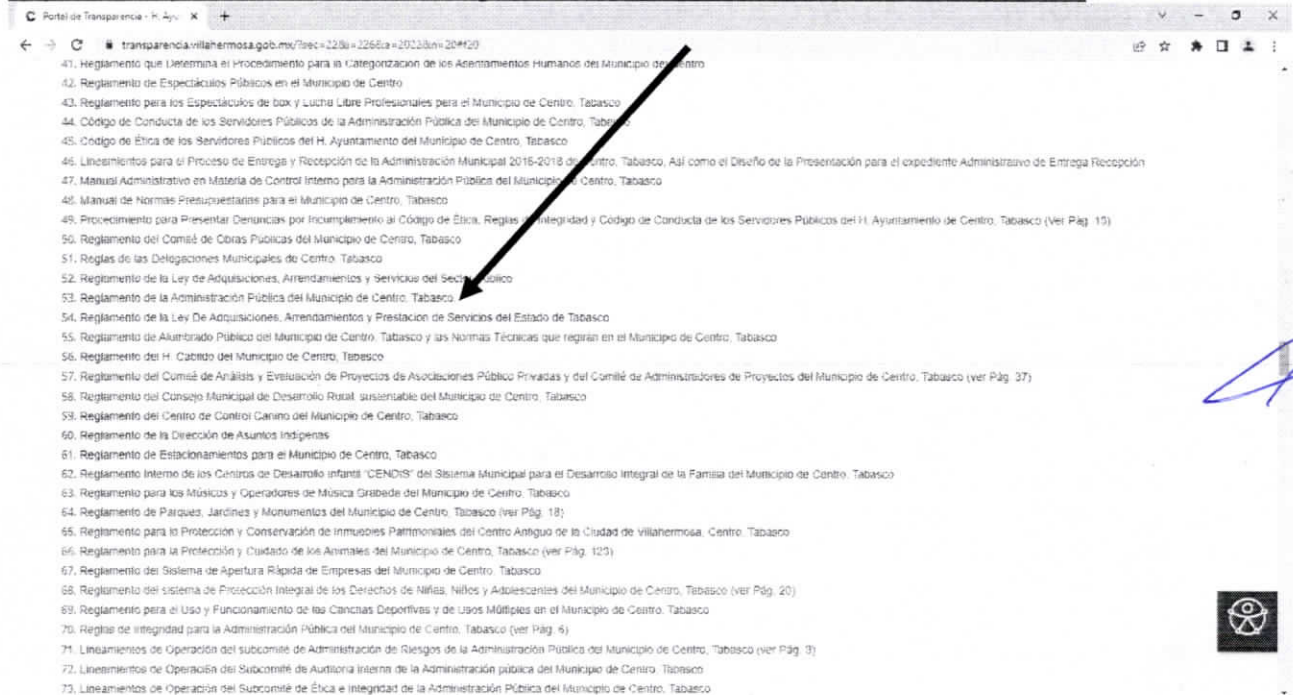 Portal de Transparencia - H. Ayu
transparencia.villahermosa.gob.mx/?sec=22&a=226&a=2022&n=20#f20
41. Reglamento que Determina el Procedimiento para la Categorización de los Asentamientos Humanos del Municipio del Centro
42. Reglamento de Espectáculos Públicos en el Municipio de Centro
43. Reglamento para los Espectáculos de box y Lucha Libre Profesionales para el Municipio de Centro, Tabasco
44. Código de Conducta de los Servidores Públicos de la Administración Pública del Municipio de Centro, Tabasco
45. Código de Ética de los Servidores Públicos del H. Ayuntamiento del Municipio de Centro, Tabasco
46. Lineamientos para el Proceso de Entrega y Recepción de la Administración Municipal 2016-2018 de Centro, Tabasco, Así como el Diseño de la Presentación para el expediente Administrativo de Entrega Recepción
47. Manual Administrativo en Materia de Control Interno para la Administración Pública del Municipio de Centro, Tabasco
48. Manual de Normas Presupuestarias para el Municipio de Centro, Tabasco
49. Procedimiento para Presentar Denuncias por Incumplimiento al Código de Ética, Reglas de Integridad y Código de Conducta de los Servidores Públicos del H. Ayuntamiento de Centro, Tabasco (Ver Pág. 15)
50. Reglamento del Comité de Obras Públicas del Municipio de Centro, Tabasco
51. Reglas de las Delegaciones Municipales de Centro. Tabasco
52. Reglamento de la Ley de Adquisiciones, Arrendamientos y Servicios del Sector Público
53. Reglamento de la Administración Pública del Municipio de Centro, Tabasco.
54. Reglamento de la Ley De Adquisiciones, Arrendamientos y Prestación de Servicios del Estado de Tabasco
55. Reglamento de Alumbrado Público del Municipio de Centro, Tabasco y las Normas Técnicas que regirán en el Municipio de Centro, Tabasco
56. Reglamento del H. Cabildo del Municipio de Centro, Tabasco
57. Reglamento del Comité de Análisis y Evaluación de Proyectos de Asociaciones Público Privadas y del Comité de Administradores de Proyectos del Municipio de Centro, Tabasco (ver Pág. 37)
58. Reglamento del Consejo Municipal de Desarrollo Rural, sustentable del Municipio de Centro, Tabasco
59. Reglamento del Centro de Control Canino del Municipio de Centro, Tabasco
60. Reglamento de la Dirección de Asuntos Indígenas
61. Reglamento de Estacionamientos para el Municipio de Centro, Tabasco
62. Reglamento Interno de los Centros de Desarrollo Infantil "CENDIS" del Sistema Municipal para el Desarrollo Integral de la Familia del Municipio de Centro, Tabasco
63. Reglamento para los Músicos y Operadores de Música Grabada del Municipio de Centro, Tabasco
64. Reglamento de Parques, Jardines y Monumentos del Municipio de Centro, Tabasco (ver Pág. 18)
65. Reglamento para la Protección y Conservación de Inmuebles Patrimoniales del Centro Antiguo de la Ciudad de Villahermosa, Centro, Tabasco
66. Reglamento para la Protección y Cuidado de los Animales del Municipio de Centro, Tabasco (ver Pág. 123)
67. Reglamento del Sistema de Apertura Rápida de Empresas del Municipio de Centro, Tabasco
68. Reglamento del sistema de Protección Integral de los Derechos de Niñas, Niños y Adolescentes del Municipio de Centro, Tabasco (ver Pág. 20)
69. Reglamento para el Uso y Funcionamiento de las Canchas Deportivas y de Usos Múltiples en el Municipio de Centro, Tabasco
70. Reglas de integridad para la Administración Pública del Municipio de Centro, Tabasco (ver Pág. 6)
71. Lineamientos de Operación del subcomité de Administración de Riesgos de la Administración Pública del Municipio de Centro, Tabasco (ver Pág. 3)
72. Lineamientos de Operación del Subcomité de Auditoria Interna de la Administración pública del Municipio de Centro, Tabasco
73. Lineamientos de Operación del Subcomité de Ética e Integridad de la Administración Pública del Municipio de Centro, Tabasco